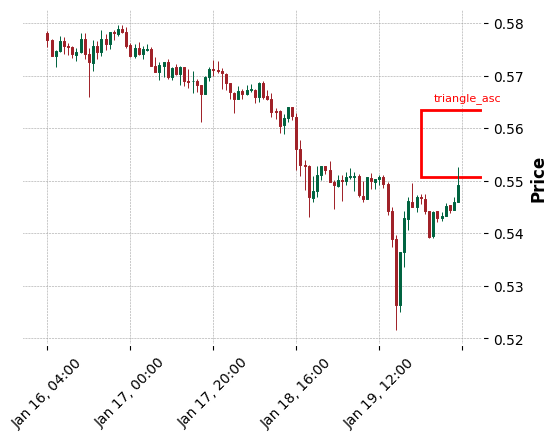 0.58
0.57
triangle_asc
0.56
0.55
0.54
0.53
0.52
Price
Jan 16, 04:00
Jan 17, 00:00
Jan 17, 20:00
Jan 18, 16:00
Jan 19, 12:00